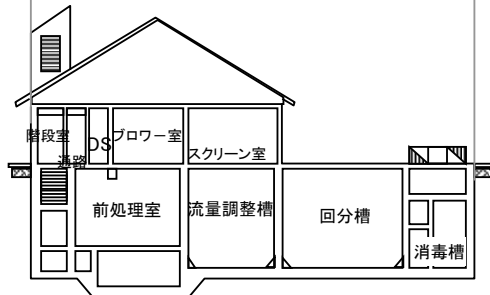 階段室
通路
DS
ブロワー室
スクリーン室
前処理室
流量調整槽
回分槽
消毒槽